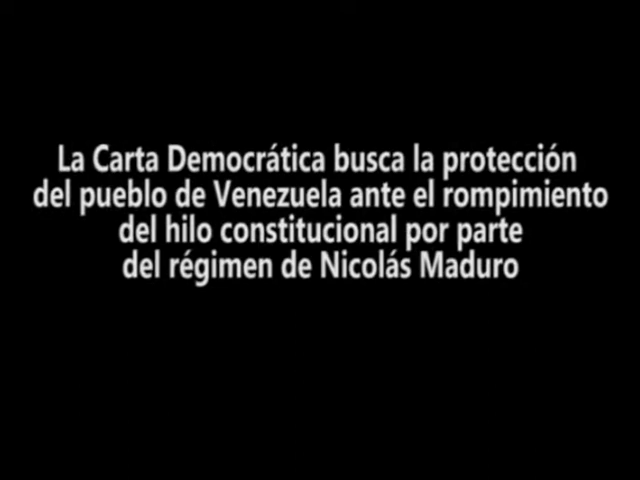 La Carta Democrática busca la protección
del pueblo de Venezuela ante el rompimiento
del hilo constitucional por parte
del régimen de Nicolás Maduro